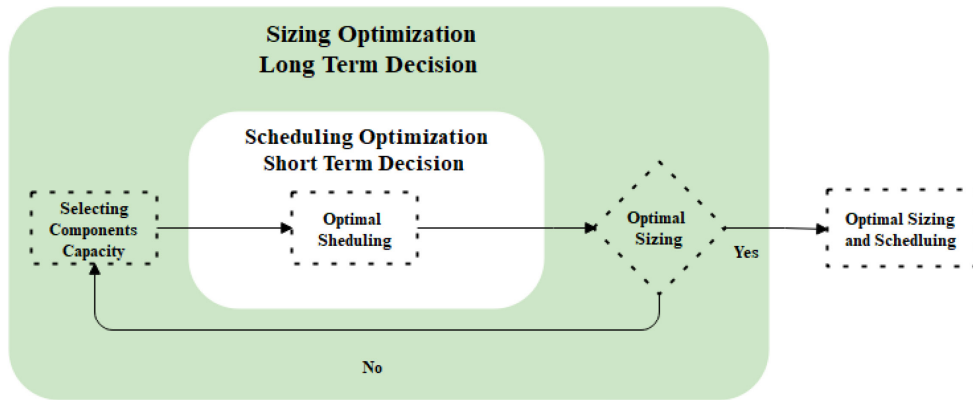 Sizing Optimization
Long Term Decision
Scheduling Optimization
Short Term Decision
Selecting
Components
Capacity
Optimal
Sheduling
Optimal
Sizing
Yes
Optimal Sizing
and Schedluing
No